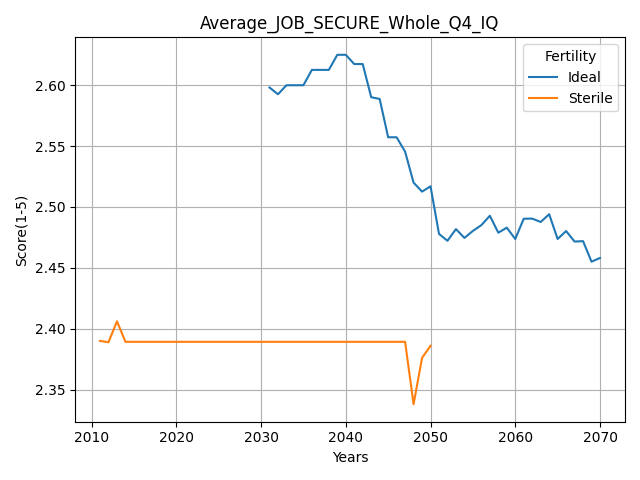 Average_JOB_SECURE_Whole_Q4_IQ
Fertility
Ideal
Sterile
Score(1-5)
2.60
2.55
2.50
2.45
2.40
2.35
2010 2020 2030 2040 2050 2060 2070
Years